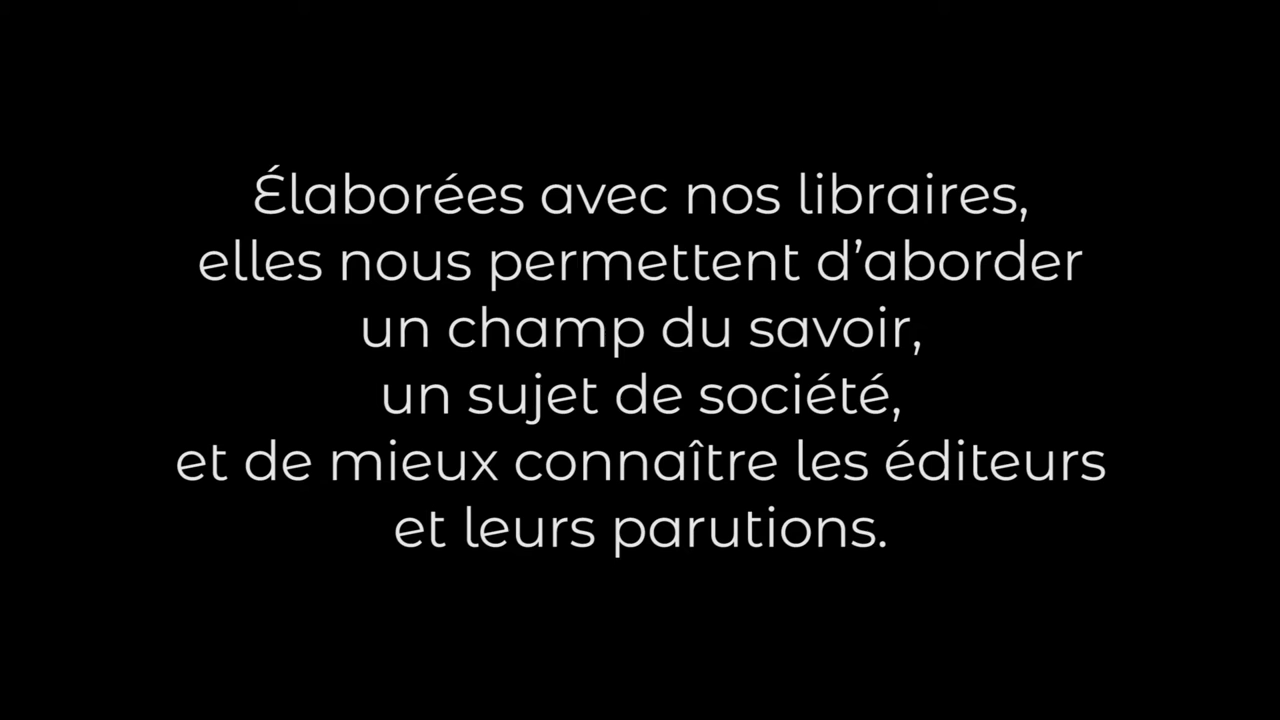 Élaborées avec nos libraires,
elles nous permettent d’aborder
un champ du savoir,
un sujet de société,
et de mieux connaître les éditeurs
et leurs parutions.